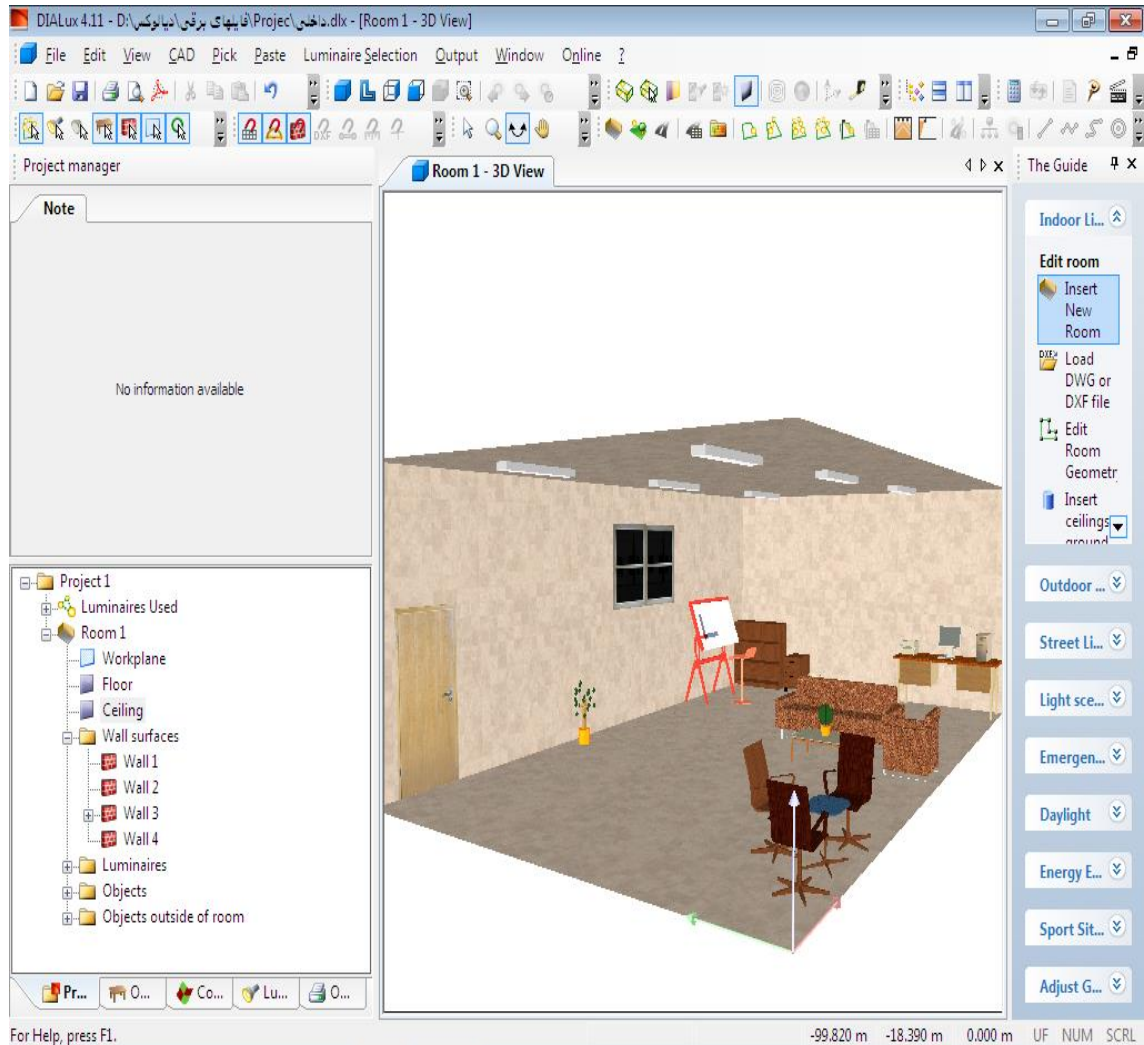 DIALux 4.11 - D:\فایلهای برقی\دیالوکس\Projec\داخلی.dlx - [Room 1 - 3D View]
File Edit View CAD Pick Paste Luminaire Selection Output Window Online ?
Project manager
Room 1 - 3D View
The Guide
Note
No information available
Indoor Li...
Edit room
Insert
New
Room
Load
DWG or
DXF file
Edit
Room
Geometr
Insert
ceilings
ground
Outdoor ...
Street Li...
Light sce...
Emergen...
Daylight
Energy E...
Sport Sit...
Adjust G...
Project 1
Luminaires Used
Room 1
Workplane
Floor
Ceiling
Wall surfaces
Wall 1
Wall 2
Wall 3
Wall 4
Luminaires
Objects
Objects outside of room
Pr... O... Co... Lu... O...
For Help, press F1.
-99.820 m -18.390 m 0.000 m UF NUM SCRL